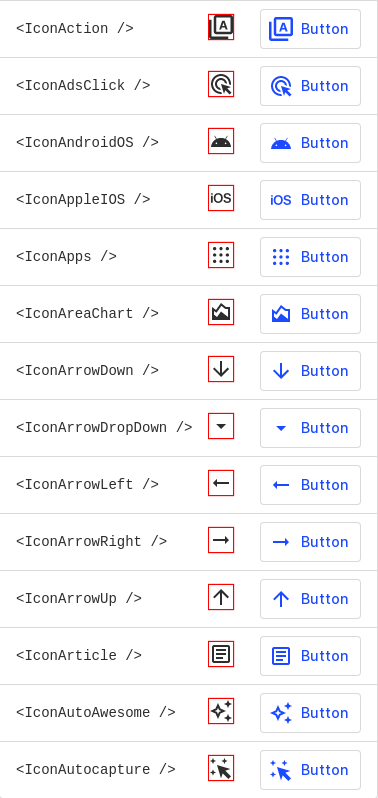 <IconAction /> A A Button
<IconAdsClick /> Button
<IconAndroidOS /> Button
<IconAppleIOS /> iOS iOS Button
<IconApps /> Button
<IconAreaChart /> Button
<IconArrowDown /> Button
<IconArrowDropDown /> Button
<IconArrowLeft /> Button
<IconArrowRight /> Button
<IconArrowUp /> Button
<IconArticle /> Button
<IconAutoAwesome /> Button
<IconAutocapture /> Button